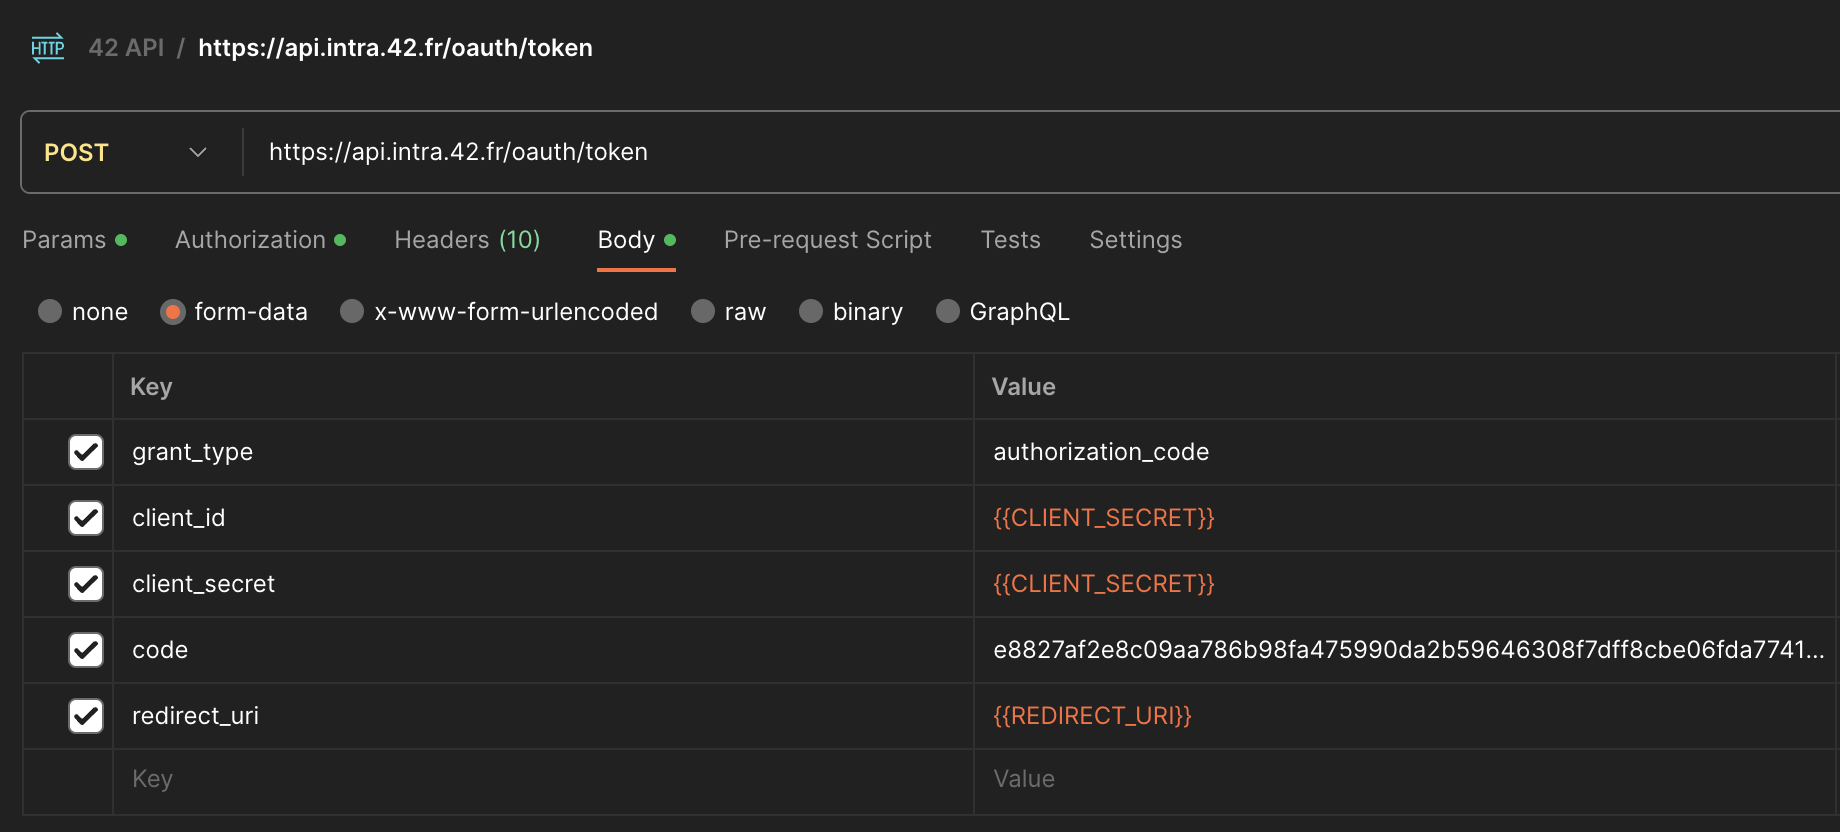 HTTP 42 API / https://api.intra.42.fr/oauth/token
POST https://api.intra.42.fr/oauth/token
Params Authorization Headers (10) Body Pre-request Script Tests Settings
none form-data x-www-form-urlencoded raw binary GraphQL
Key Value
grant_type authorization_code
client_id {{CLIENT_SECRET}}
client_secret {{CLIENT_SECRET}}
code e8827af2e8c09aa786b98fa475990da2b59646308f7dff8cbe06fda7741...
redirect_uri {{REDIRECT_URI}}
Key Value